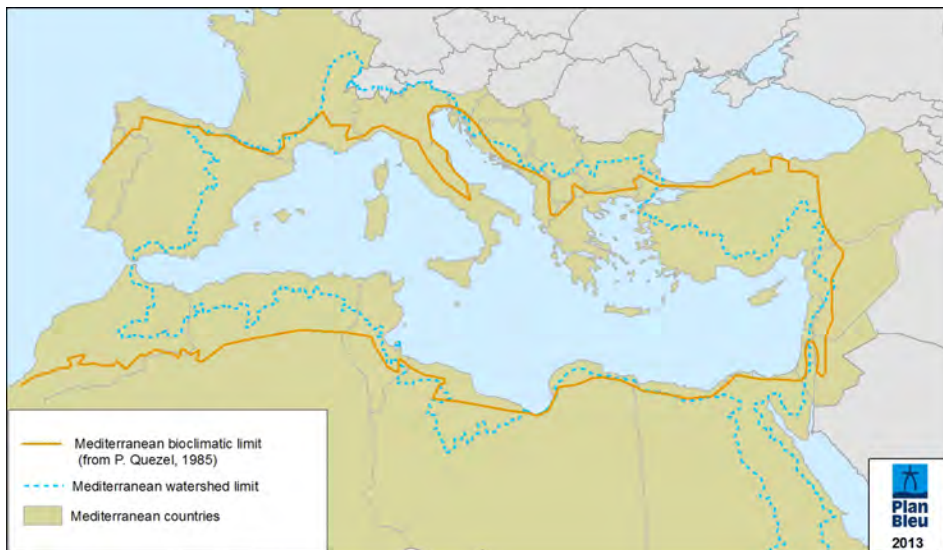 Mediterranean bioclimatic limit
(from P. Quezel, 1985)
Mediterranean watershed limit
Mediterranean countries
Plan
Bleu
2013